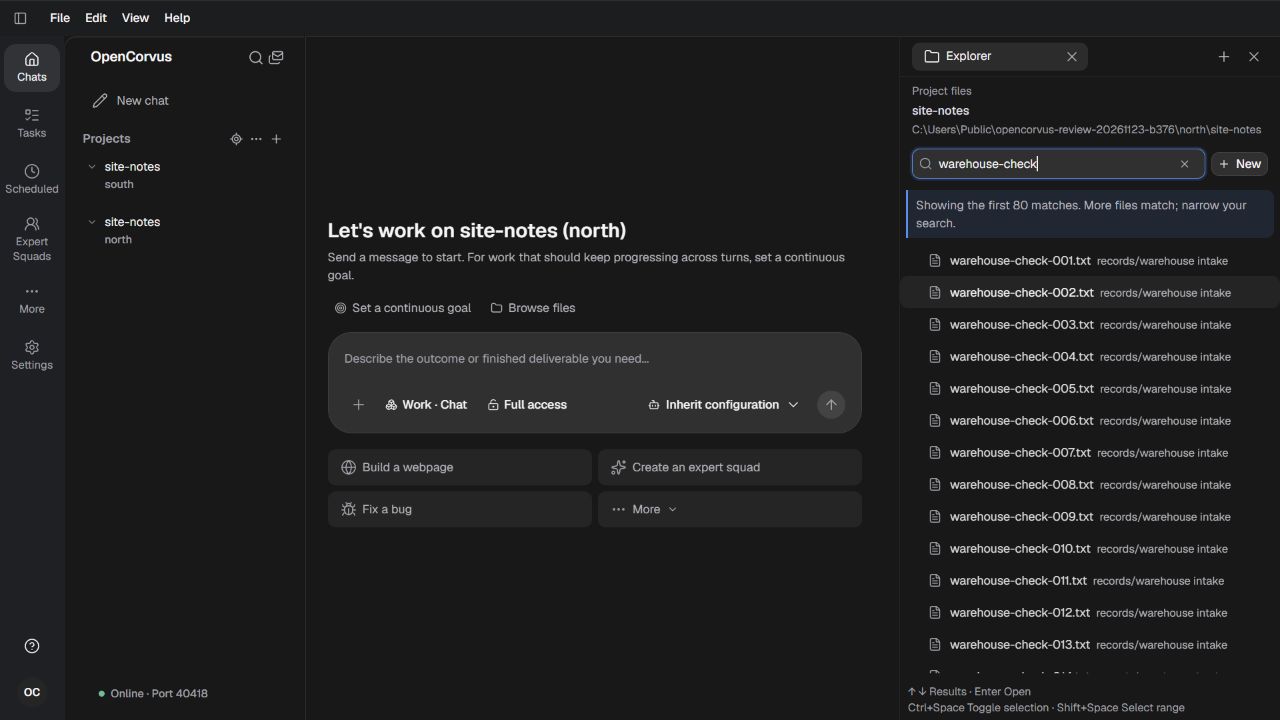 File Edit View Help
Chats
Tasks
Scheduled
Expert
Squads
More
Settings
OC
OpenCorvus
New chat
Projects
site-notes
south
site-notes
north
Online · Port 40418
Let's work on site-notes (north)
Send a message to start. For work that should keep progressing across turns, set a continuous
goal.
Set a continuous goal Browse files
Describe the outcome or finished deliverable you need...
Work · Chat Full access Inherit configuration
Build a webpage Create an expert squad
Fix a bug More
Explorer
Project files
site-notes
C:\Users\Public\opencorvus-review-20261123-b376\north\site-notes
warehouse-check New
Showing the first 80 matches. More files match; narrow your
search.
warehouse-check-001.txt records/warehouse intake
warehouse-check-002.txt records/warehouse intake
warehouse-check-003.txt records/warehouse intake
warehouse-check-004.txt records/warehouse intake
warehouse-check-005.txt records/warehouse intake
warehouse-check-006.txt records/warehouse intake
warehouse-check-007.txt records/warehouse intake
warehouse-check-008.txt records/warehouse intake
warehouse-check-009.txt records/warehouse intake
warehouse-check-010.txt records/warehouse intake
warehouse-check-011.txt records/warehouse intake
warehouse-check-012.txt records/warehouse intake
warehouse-check-013.txt records/warehouse intake
↑↓ Results · Enter Open
Ctrl+Space Toggle selection · Shift+Space Select range